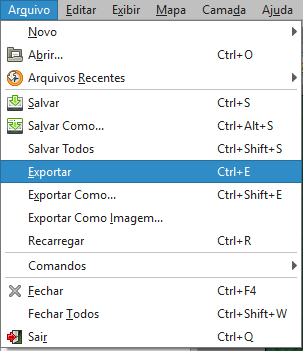 Arquivo Editar Exibir Mapa Camada Ajuda
Novo
Abrir... Ctrl+O
Arquivos Recentes
Salvar Ctrl+S
Salvar Como... Ctrl+Alt+S
Salvar Todos Ctrl+Shift+S
Exportar Ctrl+E
Exportar Como... Ctrl+Shift+E
Exportar Como Imagem...
Recarregar Ctrl+R
Comandos
Fechar Ctrl+F4
Fechar Todos Ctrl+Shift+W
Sair Ctrl+Q